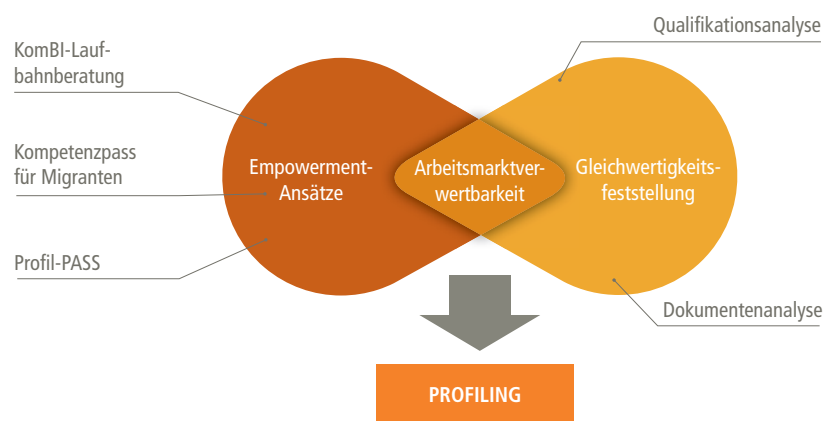 KomBI-Lauf-
bahnberatung
Kompetenzpass
für Migranten
Profil-PASS
Empowerment-
Ansätze
Arbeitsmarktver-
wertbarkeit
Gleichwertigkeits-
feststellung
Qualifikationsanalyse
Dokumentenanalyse
PROFILING